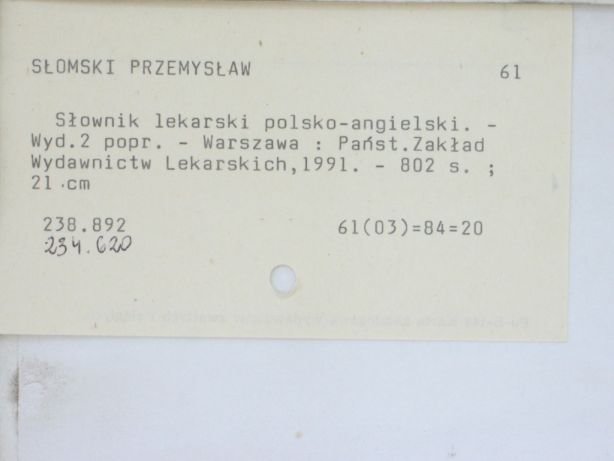 SŁOMSKI PRZEMYSŁAW 61
Słownik lekarski polsko-angielski. -
Wyd.2 popr. - Warszawa : Państ.Zakład
Wydawnictw Lekarskich,1991. - 802 s. ;
21 cm
238.892 61(03)=84=20
234.620